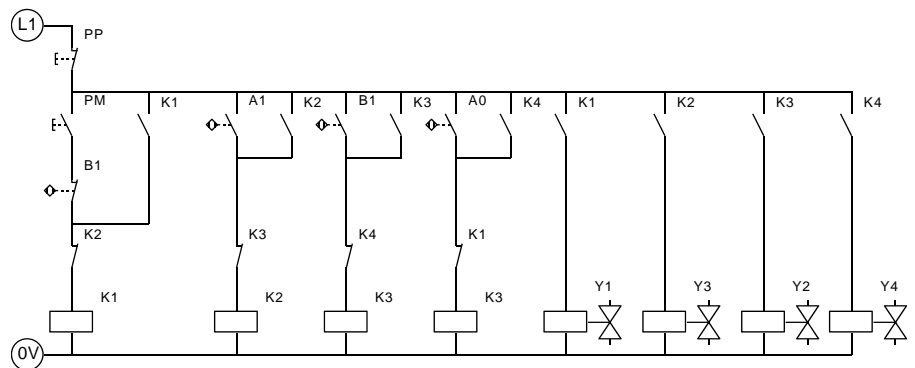 L1
PP
PM K1 A1 K2 B1 K3 A0 K4 K1 K2 K3 K4
B1
K2 K3 K4 K1
K1 K2 K3 K3 Y1 Y3 Y2 Y4
0V